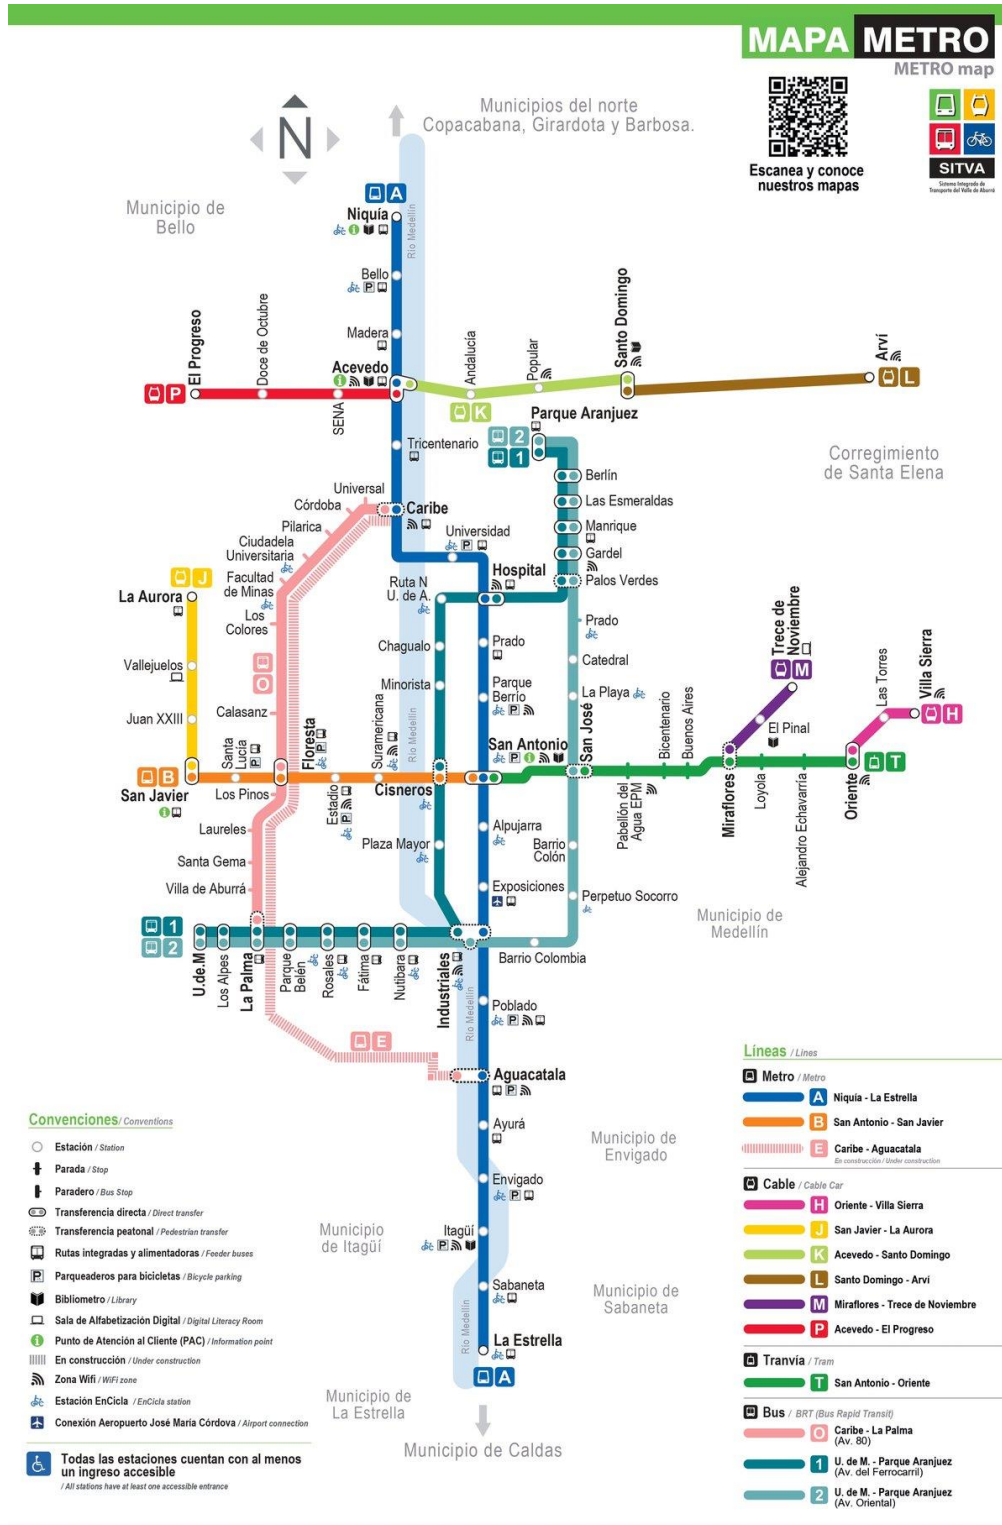 MAPA METRO
METRO map
Escanea y conoce
nuestros mapas
SITVA
Sistema Integrado de
Transporte del Valle de Aburrá
N
Municipios del norte
Copacabana, Girardota y Barbosa.
Municipio de
Bello
A
Niquía
Río Medellín
Bello
Madera
Acevedo
P
El Progreso
Doce de Octubre
SENA
Andalucía
K
Popular
Santo Domingo
Arví
L
Tricentenario
2
1
Parque Aranjuez
Corregimiento
de Santa Elena
Berlín
Las Esmeraldas
Manrique
Gardel
Palos Verdes
Universal
Córdoba
Caribe
Pilarica
Ciudadela
Universitaria
Facultad
de Minas
Los
Colores
Universidad
Hospital
Ruta N
U. de A.
J
La Aurora
Vallejuelos
Juan XXIII
O
Calasanz
Chagualo
Minorista
Prado
Parque
Berrío
Prado
Catedral
La Playa
Trece de
Noviembre
M
El Pinal
Las Torres
Villa Sierra
H
B
San Javier
Santa
Lucía
Floresta
Estadio
Suramericana
Río Medellín
Cisneros
San Antonio
San José
Bicentenario
Buenos Aires
Pabellón del
Agua EPM
Miraflores
Loyola
Alejandro Echavarría
Oriente
T
Los Pinos
Laureles
Santa Gema
Villa de Aburrá
Plaza Mayor
Alpujarra
Exposiciones
Barrio
Colón
Perpetuo Socorro
Municipio de
Medellín
1
2
U.de.M
Los Alpes
La Palma
Parque
Belén
Rosales
Fátima
Nutibara
Industriales
Barrio Colombia
Río Medellín
Poblado
E
Aguacatala
Ayurá
Envigado
Itagüí
Sabaneta
Río Medellín
La Estrella
A
Municipio de
Envigado
Municipio
de Itagüí
Municipio de
Sabaneta
Municipio de
La Estrella
Municipio de Caldas
Convenciones / Conventions
Estación / Station
Parada / Stop
Paradero / Bus Stop
Transferencia directa / Direct transfer
Transferencia peatonal / Pedestrian transfer
Rutas integradas y alimentadoras / Feeder buses
P Parqueaderos para bicicletas / Bicycle parking
Bibliometro / Library
Sala de Alfabetización Digital / Digital Literacy Room
i Punto de Atención al Cliente (PAC) / Information point
En construcción / Under construction
Zona Wifi / WiFi zone
Estación EnCicla / EnCicla station
Conexión Aeropuerto José María Córdova / Airport connection
Todas las estaciones cuentan con al menos
un ingreso accesible
/ All stations have at least one accessible entrance
Líneas / Lines
Metro / Metro
A Niquía - La Estrella
B San Antonio - San Javier
E Caribe - Aguacatala
En construcción / Under construction
Cable / Cable Car
H Oriente - Villa Sierra
J San Javier - La Aurora
K Acevedo - Santo Domingo
L Santo Domingo - Arví
M Miraflores - Trece de Noviembre
P Acevedo - El Progreso
Tranvía / Tram
T San Antonio - Oriente
Bus / BRT (Bus Rapid Transit)
O Caribe - La Palma
(Av. 80)
1 U. de M. - Parque Aranjuez
(Av. del Ferrocarril)
2 U. de M. - Parque Aranjuez
(Av. Oriental)